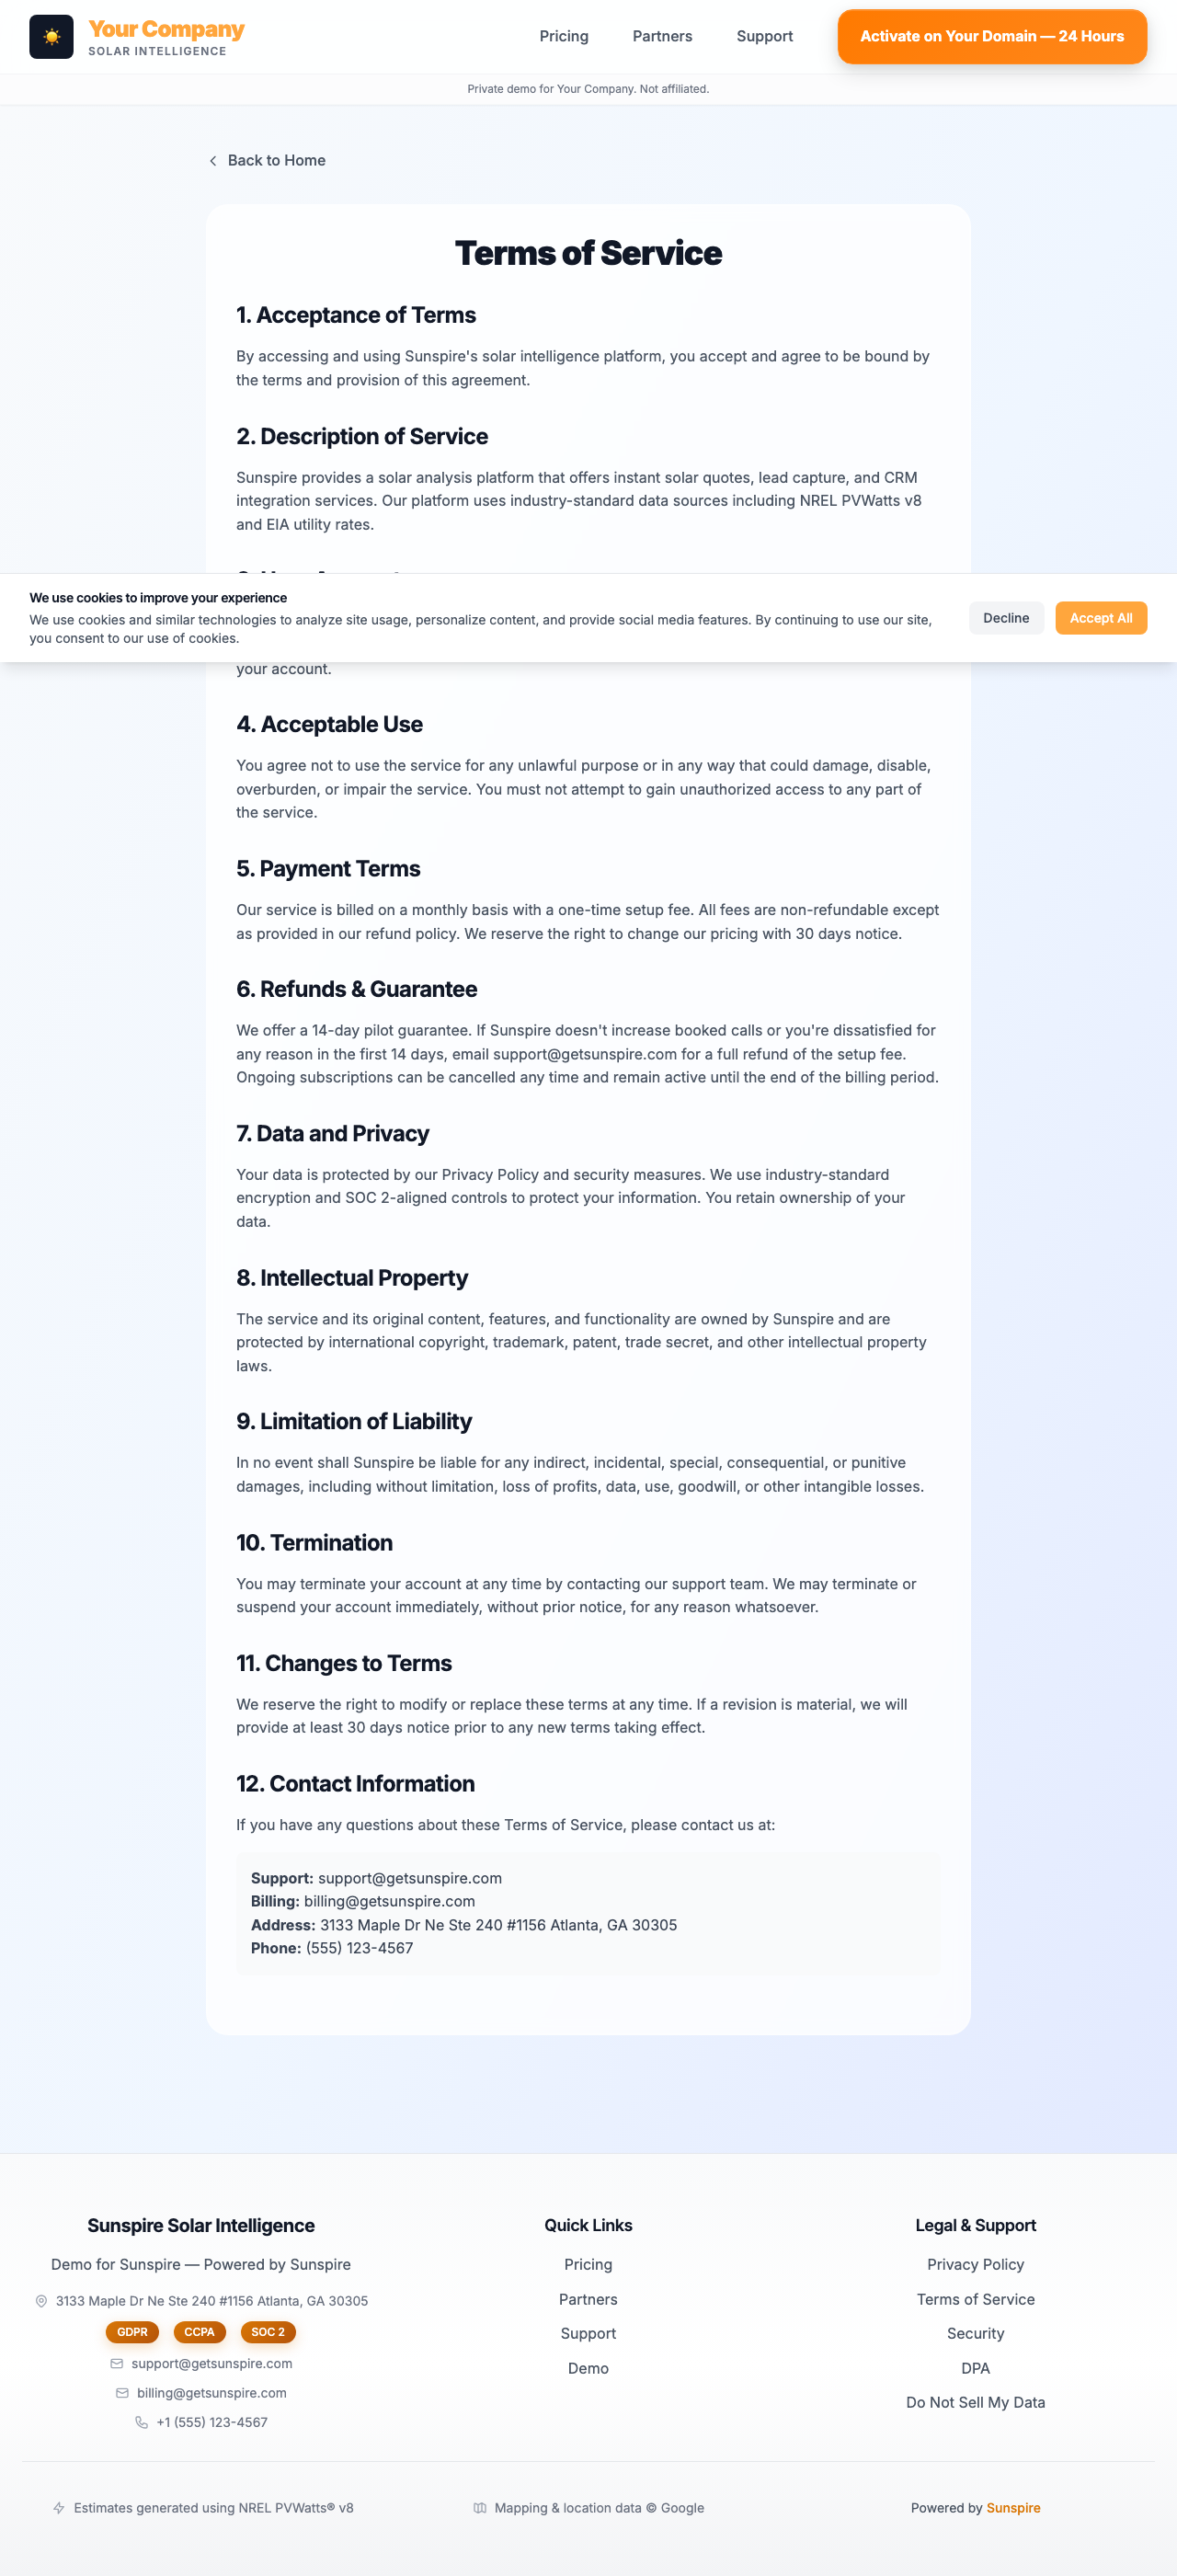 Your Company
SOLAR INTELLIGENCE
Pricing
Partners
Support
Activate on Your Domain — 24 Hours
Private demo for Your Company. Not affiliated.
Back to Home
Terms of Service
1. Acceptance of Terms
By accessing and using Sunspire's solar intelligence platform, you accept and agree to be bound by
the terms and provision of this agreement.
2. Description of Service
Sunspire provides a solar analysis platform that offers instant solar quotes, lead capture, and CRM
integration services. Our platform uses industry-standard data sources including NREL PVWatts v8
and EIA utility rates.
We use cookies to improve your experience
We use cookies and similar technologies to analyze site usage, personalize content, and provide social media features. By continuing to use our site,
you consent to our use of cookies.
Decline
Accept All
your account.
4. Acceptable Use
You agree not to use the service for any unlawful purpose or in any way that could damage, disable,
overburden, or impair the service. You must not attempt to gain unauthorized access to any part of
the service.
5. Payment Terms
Our service is billed on a monthly basis with a one-time setup fee. All fees are non-refundable except
as provided in our refund policy. We reserve the right to change our pricing with 30 days notice.
6. Refunds & Guarantee
We offer a 14-day pilot guarantee. If Sunspire doesn't increase booked calls or you're dissatisfied for
any reason in the first 14 days, email support@getsunspire.com for a full refund of the setup fee.
Ongoing subscriptions can be cancelled any time and remain active until the end of the billing period.
7. Data and Privacy
Your data is protected by our Privacy Policy and security measures. We use industry-standard
encryption and SOC 2-aligned controls to protect your information. You retain ownership of your
data.
8. Intellectual Property
The service and its original content, features, and functionality are owned by Sunspire and are
protected by international copyright, trademark, patent, trade secret, and other intellectual property
laws.
9. Limitation of Liability
In no event shall Sunspire be liable for any indirect, incidental, special, consequential, or punitive
damages, including without limitation, loss of profits, data, use, goodwill, or other intangible losses.
10. Termination
You may terminate your account at any time by contacting our support team. We may terminate or
suspend your account immediately, without prior notice, for any reason whatsoever.
11. Changes to Terms
We reserve the right to modify or replace these terms at any time. If a revision is material, we will
provide at least 30 days notice prior to any new terms taking effect.
12. Contact Information
If you have any questions about these Terms of Service, please contact us at:
Support: support@getsunspire.com
Billing: billing@getsunspire.com
Address: 3133 Maple Dr Ne Ste 240 #1156 Atlanta, GA 30305
Phone: (555) 123-4567
Sunspire Solar Intelligence
Demo for Sunspire — Powered by Sunspire
3133 Maple Dr Ne Ste 240 #1156 Atlanta, GA 30305
GDPR
CCPA
SOC 2
support@getsunspire.com
billing@getsunspire.com
+1 (555) 123-4567
Quick Links
Pricing
Partners
Support
Demo
Legal & Support
Privacy Policy
Terms of Service
Security
DPA
Do Not Sell My Data
Estimates generated using NREL PVWatts® v8
Mapping & location data © Google
Powered by Sunspire